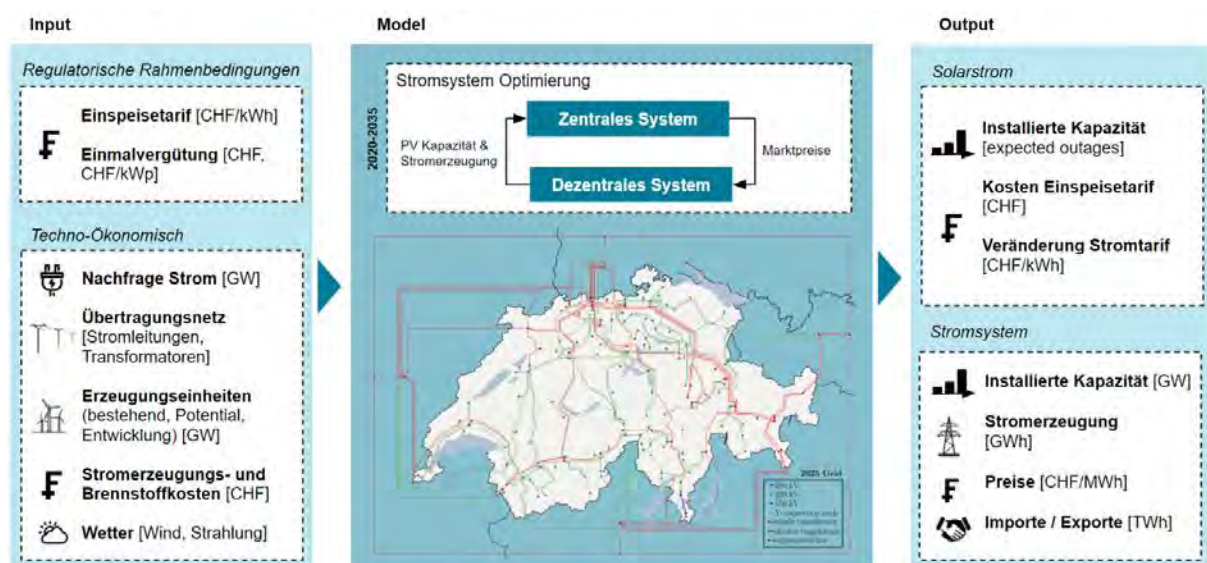 Input
Regulatorische Rahmenbedingungen
Einspeisetarif [CHF/kWh]
Einmalvergütung [CHF,
CHF/kWp]
Techno-Ökonomisch
Nachfrage Strom [GW]
Übertragungsnetz
[Stromleitungen,
Transformatoren]
Erzeugungseinheiten
(bestehend, Potential,
Entwicklung) [GW]
Stromerzeugungs- und
Brennstoffkosten [CHF]
Wetter [Wind, Strahlung]
Model
2020-2035
Stromsystem Optimierung
Zentrales System
PV Kapazität &
Stromerzeugung
Marktpreise
Dezentrales System
2025 Grid
Output
Solarstrom
Installierte Kapazität
[expected outages]
Kosten Einspeisetarif
[CHF]
Veränderung Stromtarif
[CHF/kWh]
Stromsystem
Installierte Kapazität [GW]
Stromerzeugung
[GWh]
Preise [CHF/MWh]
Importe / Exporte [TWh]